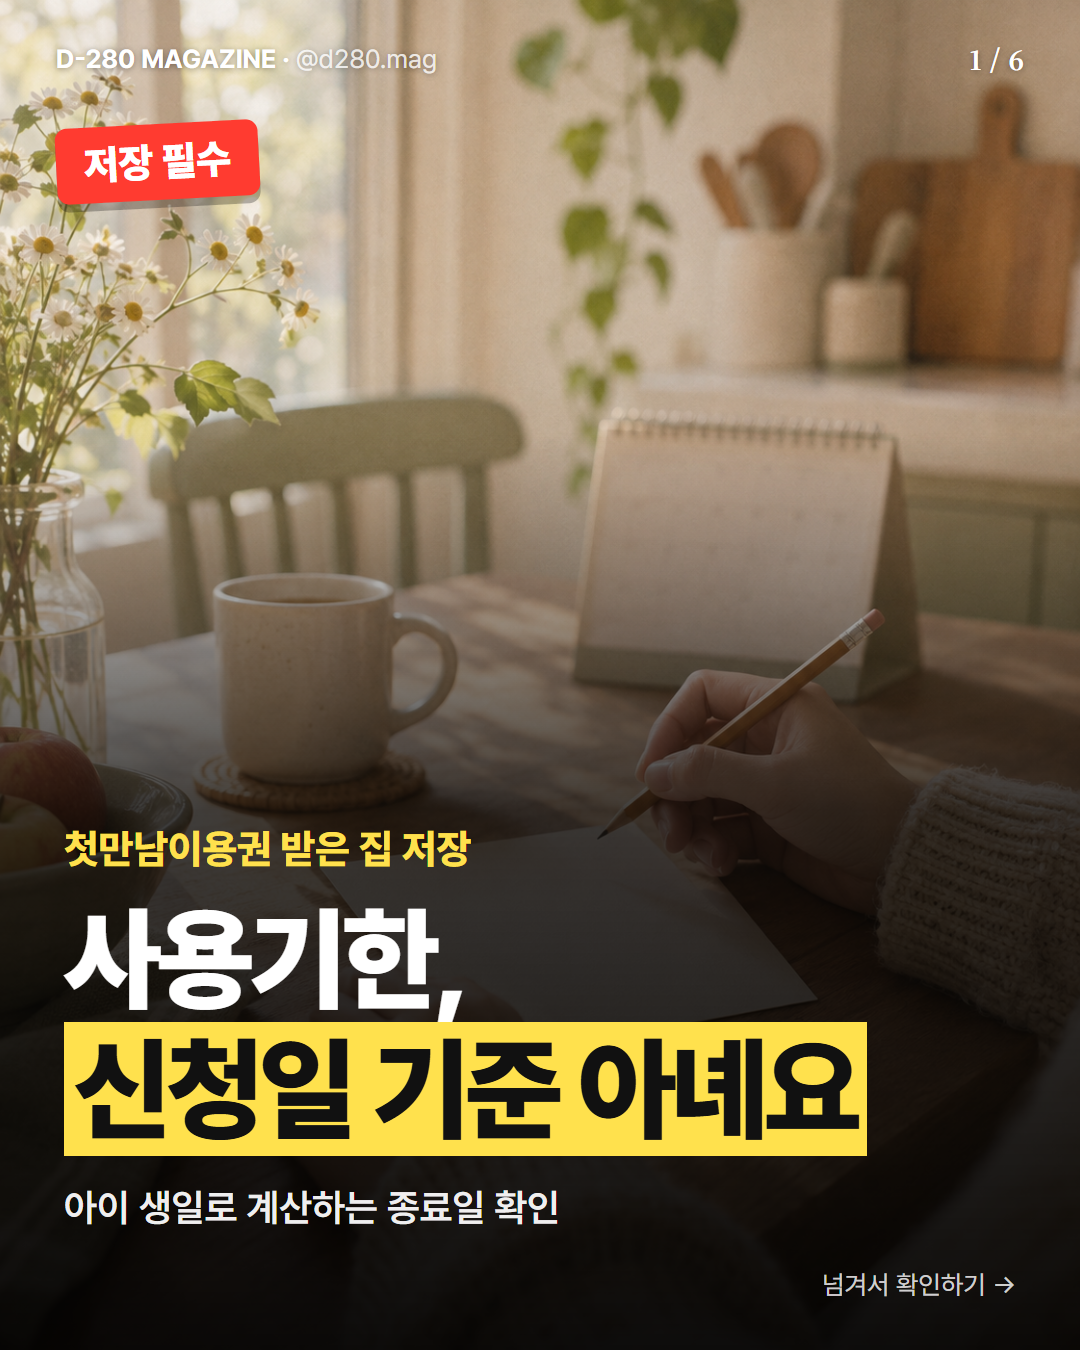 D-280 MAGAZINE · @d280.mag
1 / 6
저장 필수
첫만남이용권 받은 집 저장
사용기한,
신청일 기준 아녜요
아이 생일로 계산하는 종료일 확인
넘겨서 확인하기 →